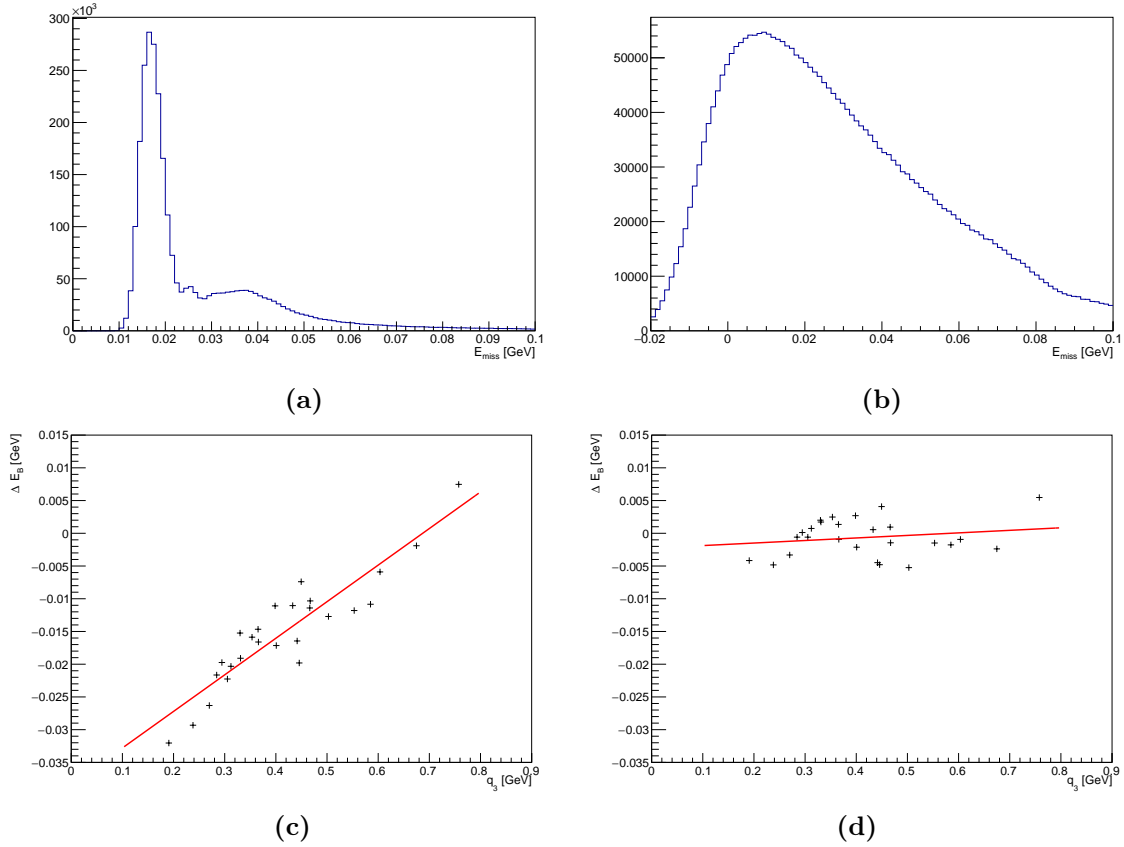 ×10³
300
250
200
150
100
50
0
0 0.01 0.02 0.03 0.04 0.05 0.06 0.07 0.08 0.09 0.1
E_miss [GeV]
(a)
50000
40000
30000
20000
10000
0
−0.02 0 0.02 0.04 0.06 0.08 0.1
E_miss [GeV]
(b)
Δ E_B [GeV]
0.015
0.01
0.005
0
−0.005
−0.01
−0.015
−0.02
−0.025
−0.03
−0.035
0 0.1 0.2 0.3 0.4 0.5 0.6 0.7 0.8 0.9
q_3 [GeV]
(c)
Δ E_B [GeV]
0.015
0.01
0.005
0
−0.005
−0.01
−0.015
−0.02
−0.025
−0.03
−0.035
0 0.1 0.2 0.3 0.4 0.5 0.6 0.7 0.8 0.9
q_3 [GeV]
(d)